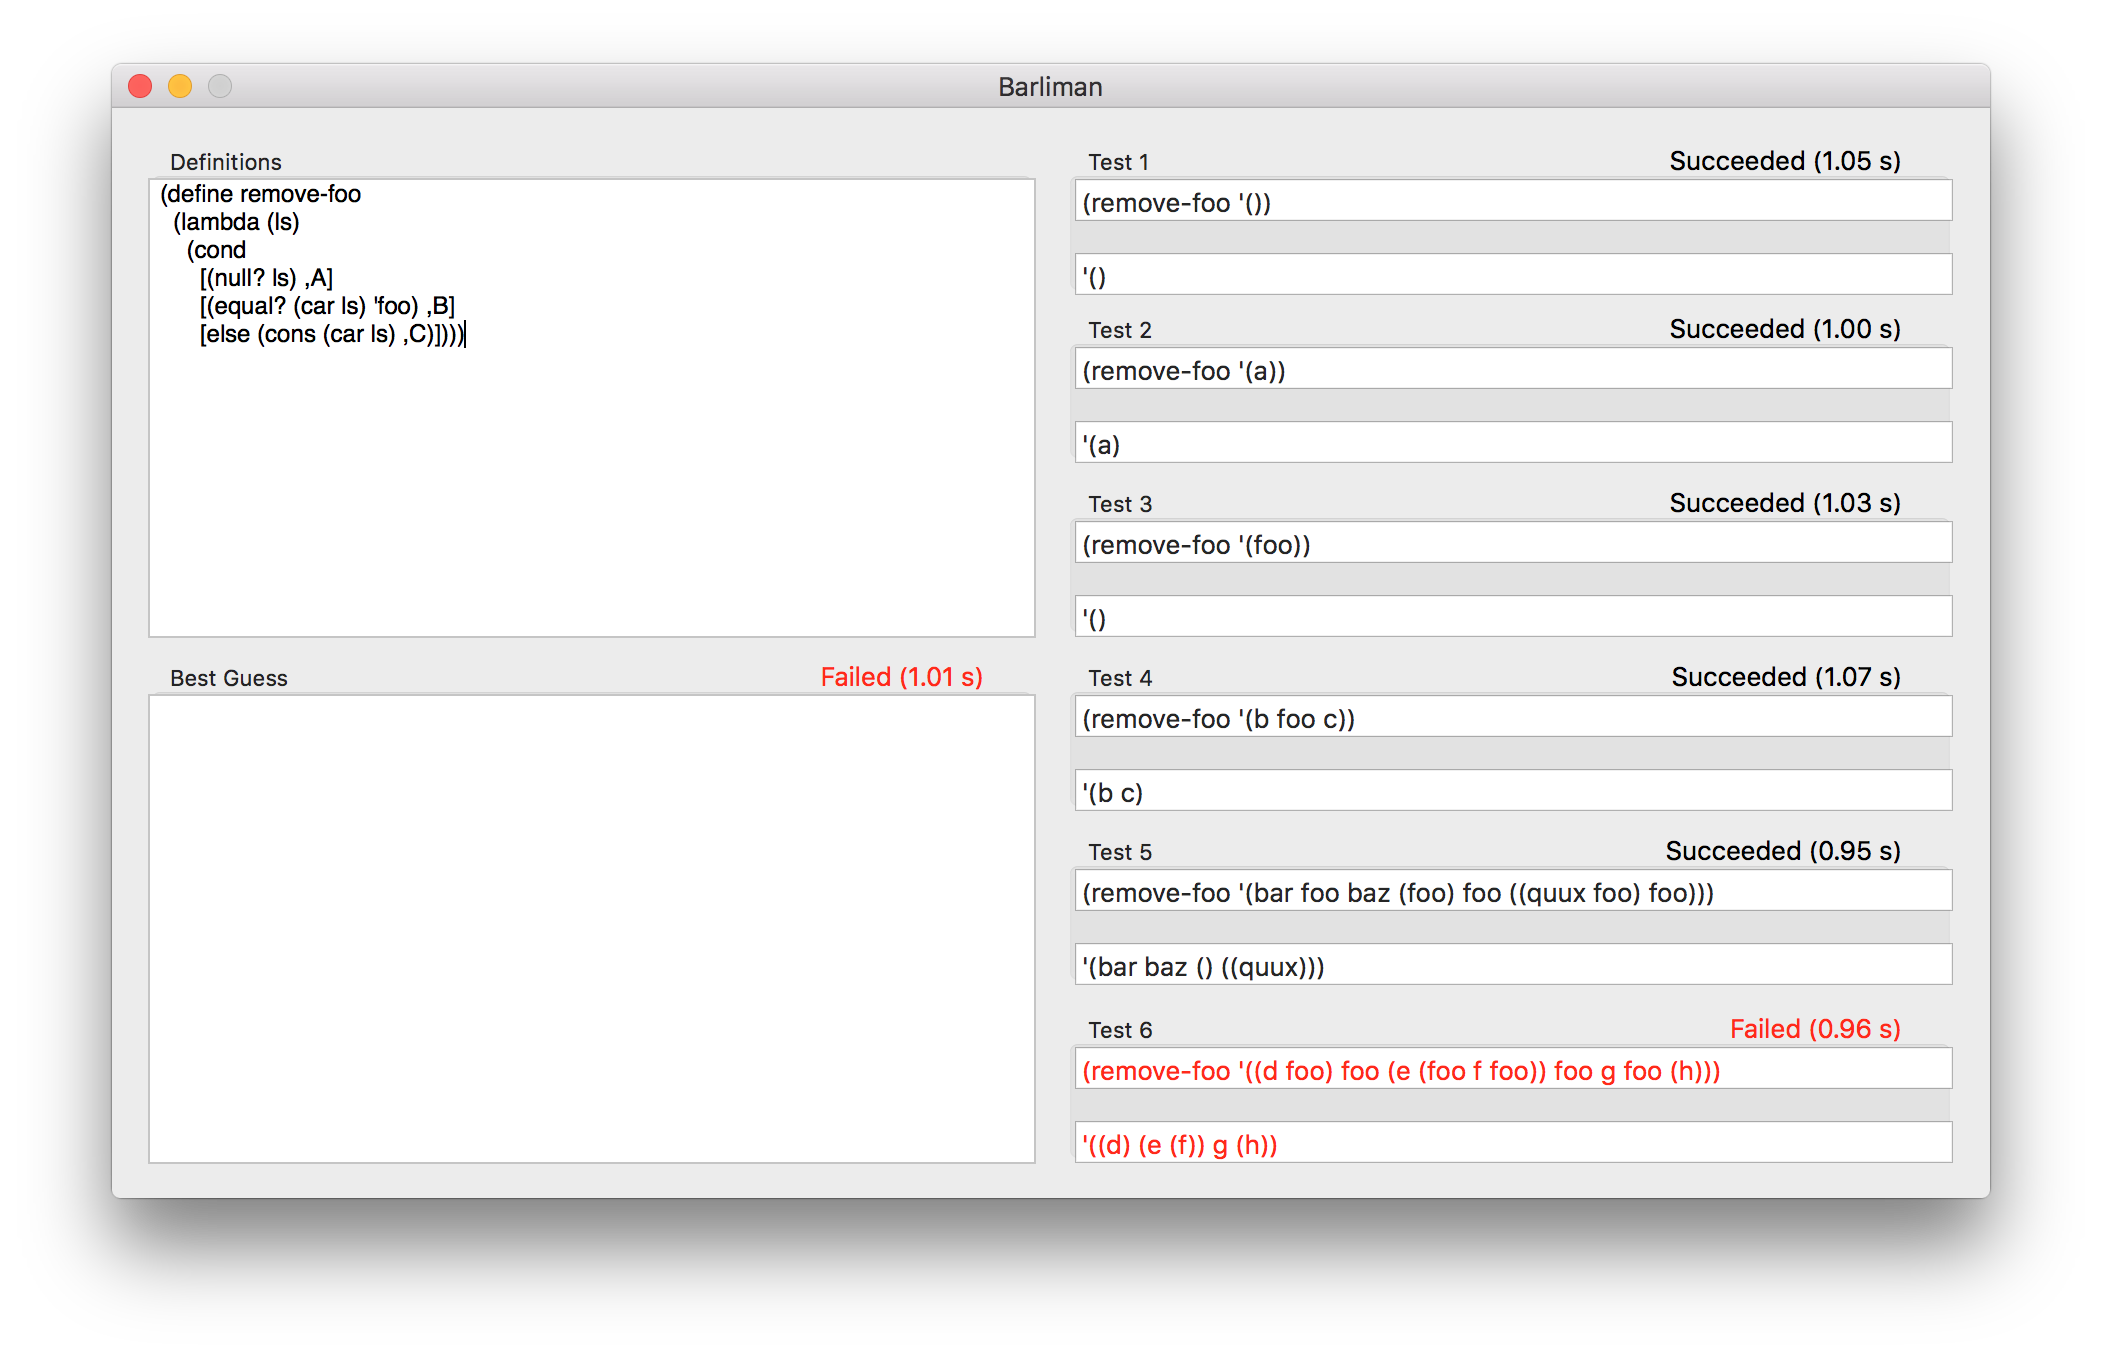 Barliman
Definitions
(define remove-foo
(lambda (ls)
(cond
[(null? ls) ,A]
[(equal? (car ls) 'foo) ,B]
[else (cons (car ls) ,C)])))
Best Guess
Failed (1.01 s)
Test 1
Succeeded (1.05 s)
(remove-foo '())
'()
Test 2
Succeeded (1.00 s)
(remove-foo '(a))
'(a)
Test 3
Succeeded (1.03 s)
(remove-foo '(foo))
'()
Test 4
Succeeded (1.07 s)
(remove-foo '(b foo c))
'(b c)
Test 5
Succeeded (0.95 s)
(remove-foo '(bar foo baz (foo) foo ((quux foo) foo)))
'(bar baz () ((quux)))
Test 6
Failed (0.96 s)
(remove-foo '((d foo) foo (e (foo f foo)) foo g foo (h)))
'((d) (e (f)) g (h))